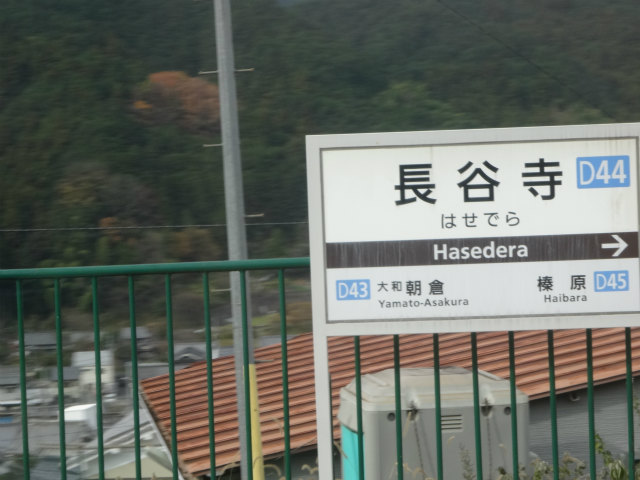 長谷寺 D44
はせでら
Hasedera →
D43 大和朝倉 榛原 D45
Yamato-Asakura Haibara